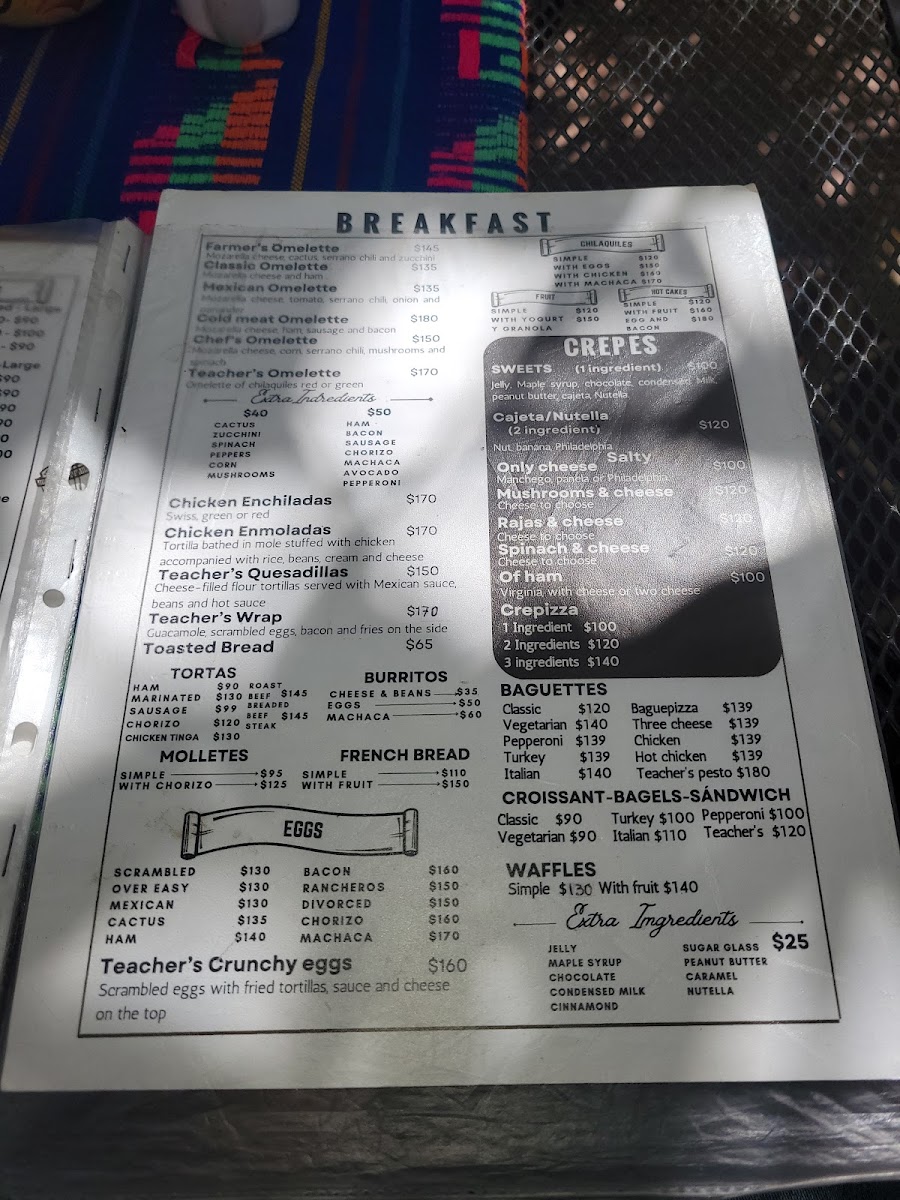 BREAKFAST
Farmer's Omelette $145
Mozarella cheese, cactus, serrano chili and zucchini
Classic Omelette $135
Mozarella cheese and ham
Mexican Omelette $135
Mozarella cheese, tomato, serrano chili, onion and
Cold meat Omelette $180
Mozarella cheese, ham, sausage and bacon
Chef's Omelette $150
Mozarella cheese, corn, serrano chili, mushrooms and
spinach
Teacher's Omelette $170
Omelette of chilaquiles red or green
Extra Indredients
$40 $50
CACTUS HAM
ZUCCHINI BACON
SPINACH SAUSAGE
PEPPERS CHORIZO
CORN MACHACA
MUSHROOMS AVOCADO
PEPPERONI
Chicken Enchiladas $170
Swiss, green or red
Chicken Enmoladas $170
Tortilla bathed in mole stuffed with chicken
accompanied with rice, beans, cream and cheese
Teacher's Quesadillas $150
Cheese-filled flour tortillas served with Mexican sauce,
beans and hot sauce
Teacher's Wrap $170
Guacamole, scrambled eggs, bacon and fries on the side
Toasted Bread $65
TORTAS
HAM $90
MARINATED $130
SAUSAGE $99
CHORIZO $120
CHICKEN TINGA $130
ROAST
BEEF $145
BREADED
BEEF $145
STEAK
BURRITOS
CHEESE & BEANS $35
EGGS $50
MACHACA $60
MOLLETES
SIMPLE $95
WITH CHORIZO $125
FRENCH BREAD
SIMPLE $110
WITH FRUIT $150
EGGS
SCRAMBLED $130 BACON $160
OVER EASY $130 RANCHEROS $150
MEXICAN $130 DIVORCED $150
CACTUS $135 CHORIZO $160
HAM $140 MACHACA $170
Teacher's Crunchy eggs $160
Scrambled eggs with fried tortillas, sauce and cheese
on the top
CHILAQUILES
SIMPLE $120
WITH EGGS $150
WITH CHICKEN $140
WITH MACHACA $170
FRUIT
SIMPLE $120
WITH YOGURT $150
Y GRANOLA
HOT CAKES
SIMPLE $120
WITH FRUIT $160
EGG AND $180
BACON
CREPES
SWEETS (1 ingredient) $100
Jelly, Maple syrup, chocolate, condensed Milk,
peanut butter, cajeta, Nutella
Cajeta/Nutella
(2 ingredient) $120
Nut, banana, Philadelphia
Salty
Only cheese $100
Manchego, panela or Philadelphia
Mushrooms & cheese $120
Cheese to choose
Rajas & cheese
Cheese to choose
Spinach & cheese $120
Cheese to choose
Of ham $100
Virginia, with cheese or two cheese
Crepizza
1 Ingredient $100
2 Ingredients $120
3 ingredients $140
BAGUETTES
Classic $120 Baguepizza $139
Vegetarian $140 Three cheese $139
Pepperoni $139 Chicken $139
Turkey $139 Hot chicken $139
Italian $140 Teacher's pesto $180
CROISSANT-BAGELS-SÁNDWICH
Classic $90 Turkey $100 Pepperoni $100
Vegetarian $90 Italian $110 Teacher's $120
WAFFLES
Simple $130 With fruit $140
Extra Imgredients
$25
JELLY SUGAR GLASS
MAPLE SYRUP PEANUT BUTTER
CHOCOLATE CARAMEL
CONDENSED MILK NUTELLA
CINNAMOND